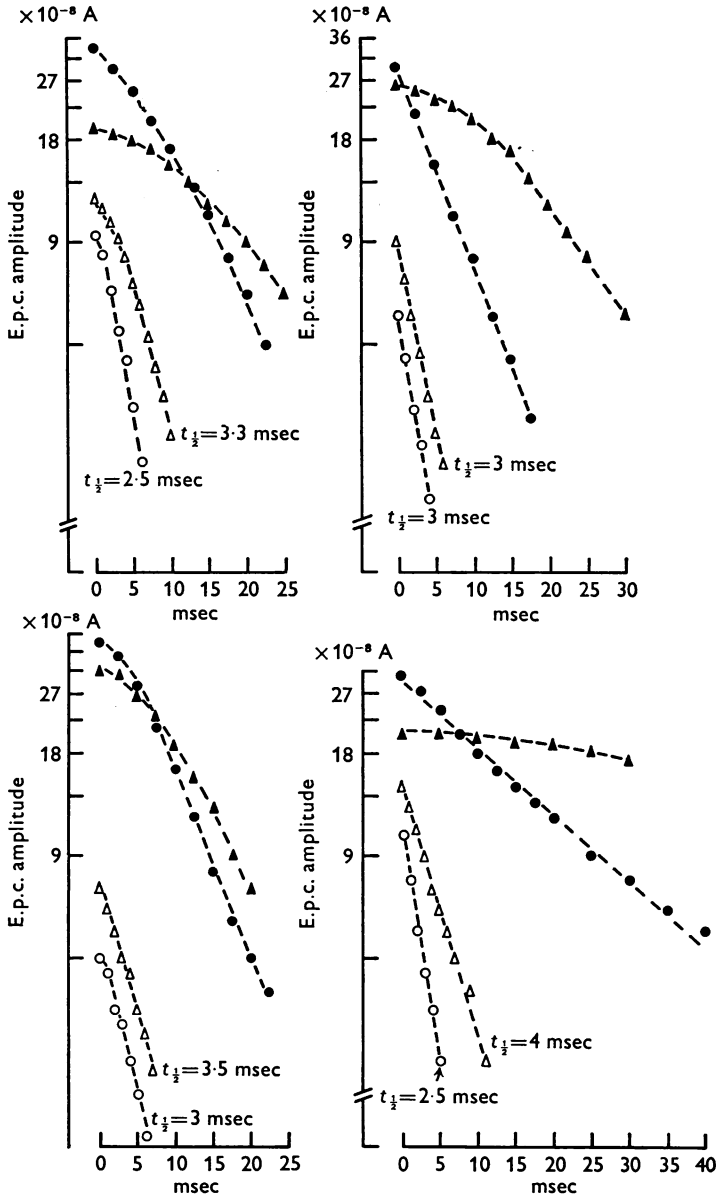 ×10⁻⁸ A
27
18
9
E.p.c. amplitude
t½=3·3 msec
t½=2·5 msec
0 5 10 15 20 25
msec
×10⁻⁸ A
36
27
18
9
E.p.c. amplitude
t½=3 msec
t½=3 msec
0 5 10 15 20 25 30
msec
×10⁻⁸ A
27
18
9
E.p.c. amplitude
t½=3·5 msec
t½=3 msec
0 5 10 15 20 25
msec
×10⁻⁸ A
27
18
9
E.p.c. amplitude
t½=4 msec
t½=2·5 msec
0 5 10 15 20 25 30 35 40
msec